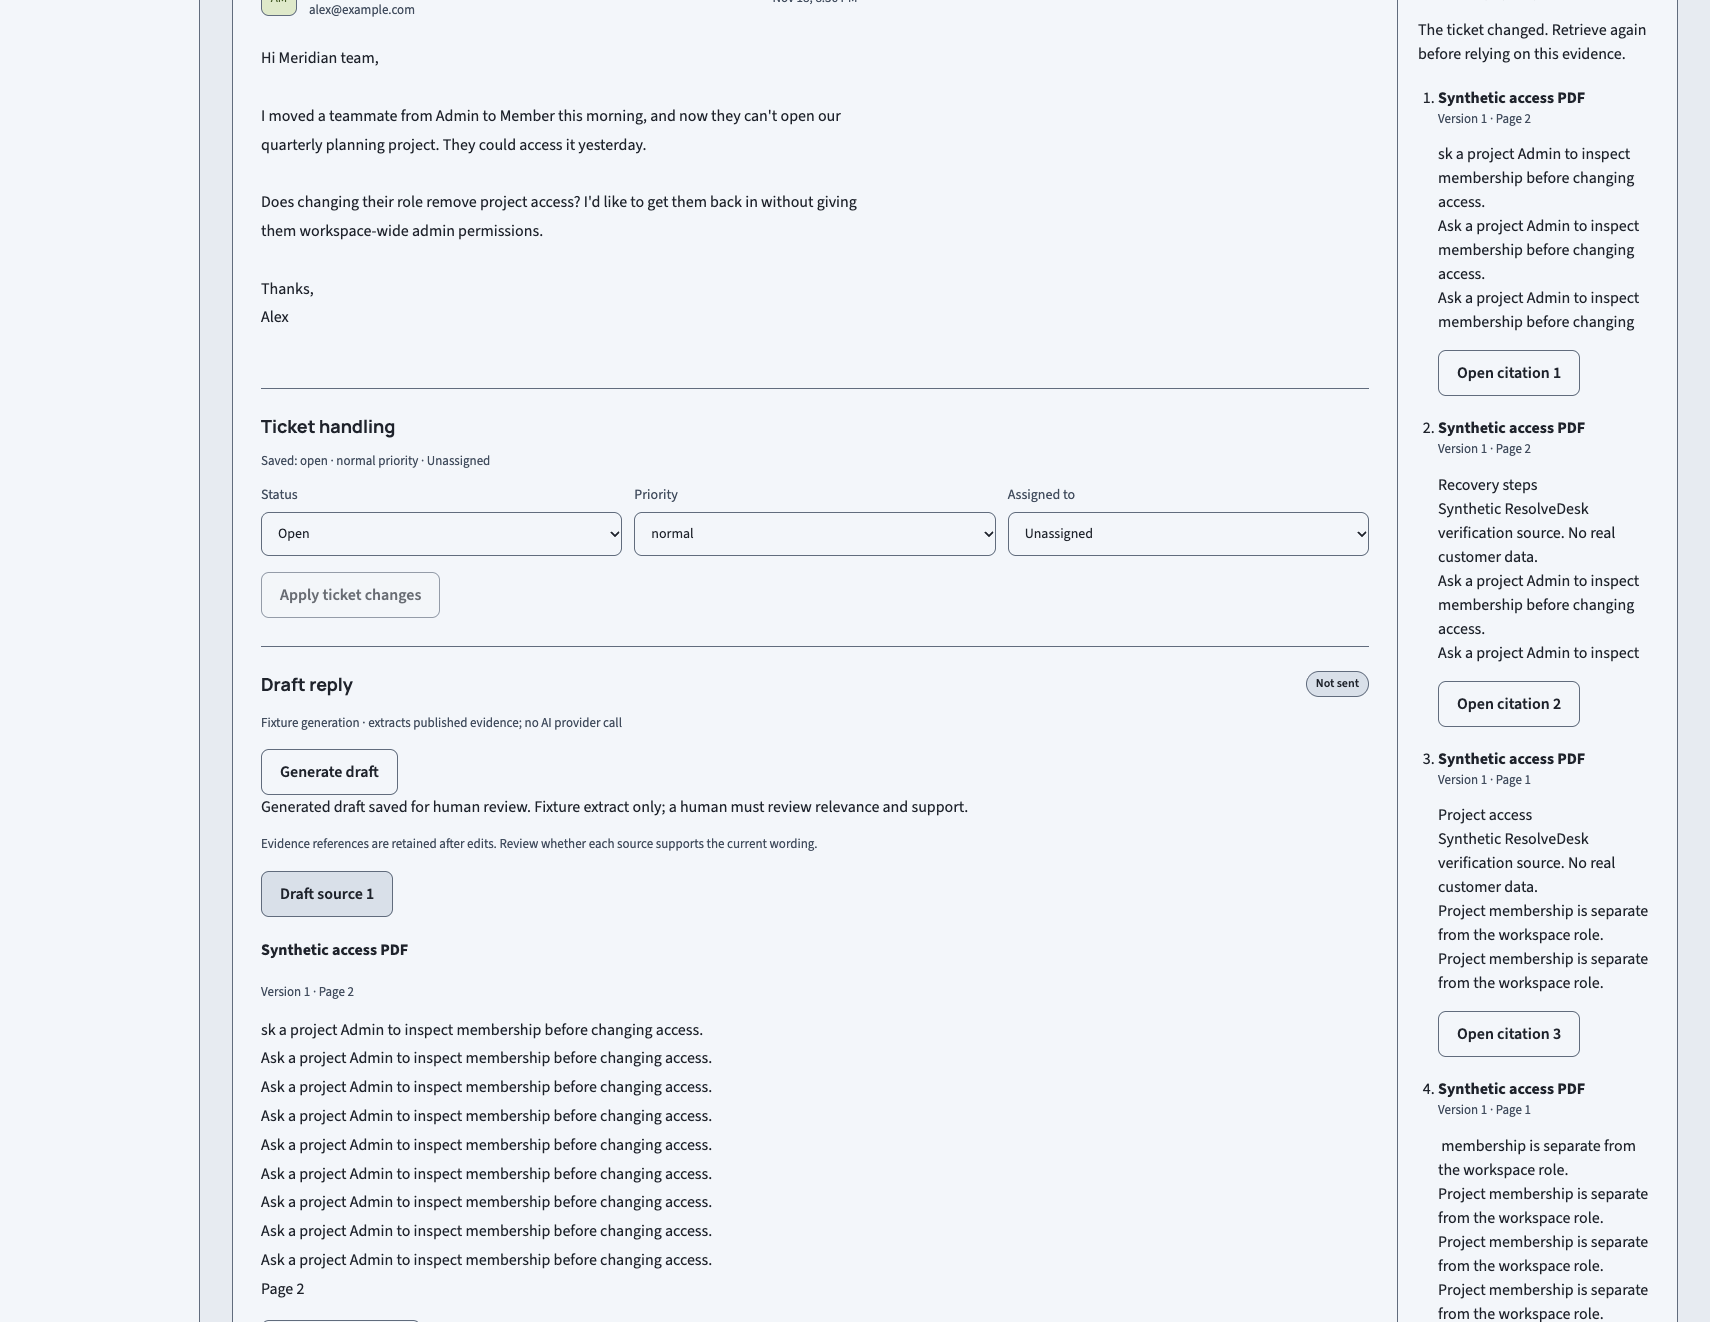 alex@example.com
Hi Meridian team,
I moved a teammate from Admin to Member this morning, and now they can't open our
quarterly planning project. They could access it yesterday.
Does changing their role remove project access? I'd like to get them back in without giving
them workspace-wide admin permissions.
Thanks,
Alex
Ticket handling
Saved: open · normal priority · Unassigned
Status
Priority
Assigned to
Open
normal
Unassigned
Apply ticket changes
Draft reply
Not sent
Fixture generation · extracts published evidence; no AI provider call
Generate draft
Generated draft saved for human review. Fixture extract only; a human must review relevance and support.
Evidence references are retained after edits. Review whether each source supports the current wording.
Draft source 1
Synthetic access PDF
Version 1 · Page 2
sk a project Admin to inspect membership before changing access.
Ask a project Admin to inspect membership before changing access.
Ask a project Admin to inspect membership before changing access.
Ask a project Admin to inspect membership before changing access.
Ask a project Admin to inspect membership before changing access.
Ask a project Admin to inspect membership before changing access.
Ask a project Admin to inspect membership before changing access.
Ask a project Admin to inspect membership before changing access.
Ask a project Admin to inspect membership before changing access.
Page 2
The ticket changed. Retrieve again
before relying on this evidence.
1. Synthetic access PDF
Version 1 · Page 2
sk a project Admin to inspect
membership before changing
access.
Ask a project Admin to inspect
membership before changing
access.
Ask a project Admin to inspect
membership before changing
Open citation 1
2. Synthetic access PDF
Version 1 · Page 2
Recovery steps
Synthetic ResolveDesk
verification source. No real
customer data.
Ask a project Admin to inspect
membership before changing
access.
Ask a project Admin to inspect
Open citation 2
3. Synthetic access PDF
Version 1 · Page 1
Project access
Synthetic ResolveDesk
verification source. No real
customer data.
Project membership is separate
from the workspace role.
Project membership is separate
from the workspace role.
Open citation 3
4. Synthetic access PDF
Version 1 · Page 1
membership is separate from
the workspace role.
Project membership is separate
from the workspace role.
Project membership is separate
from the workspace role.
Project membership is separate
from the workspace role.